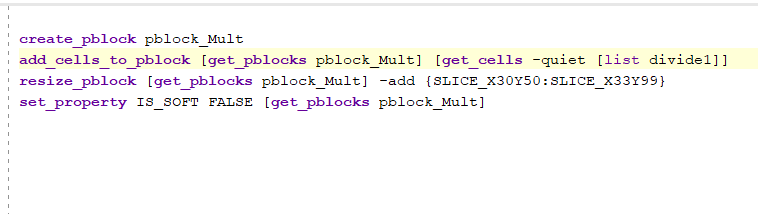 create_pblock pblock_Mult
add_cells_to_pblock [get_pblocks pblock_Mult] [get_cells -quiet [list divide1]]
resize_pblock [get_pblocks pblock_Mult] -add {SLICE_X30Y50:SLICE_X33Y99}
set_property IS_SOFT FALSE [get_pblocks pblock_Mult]